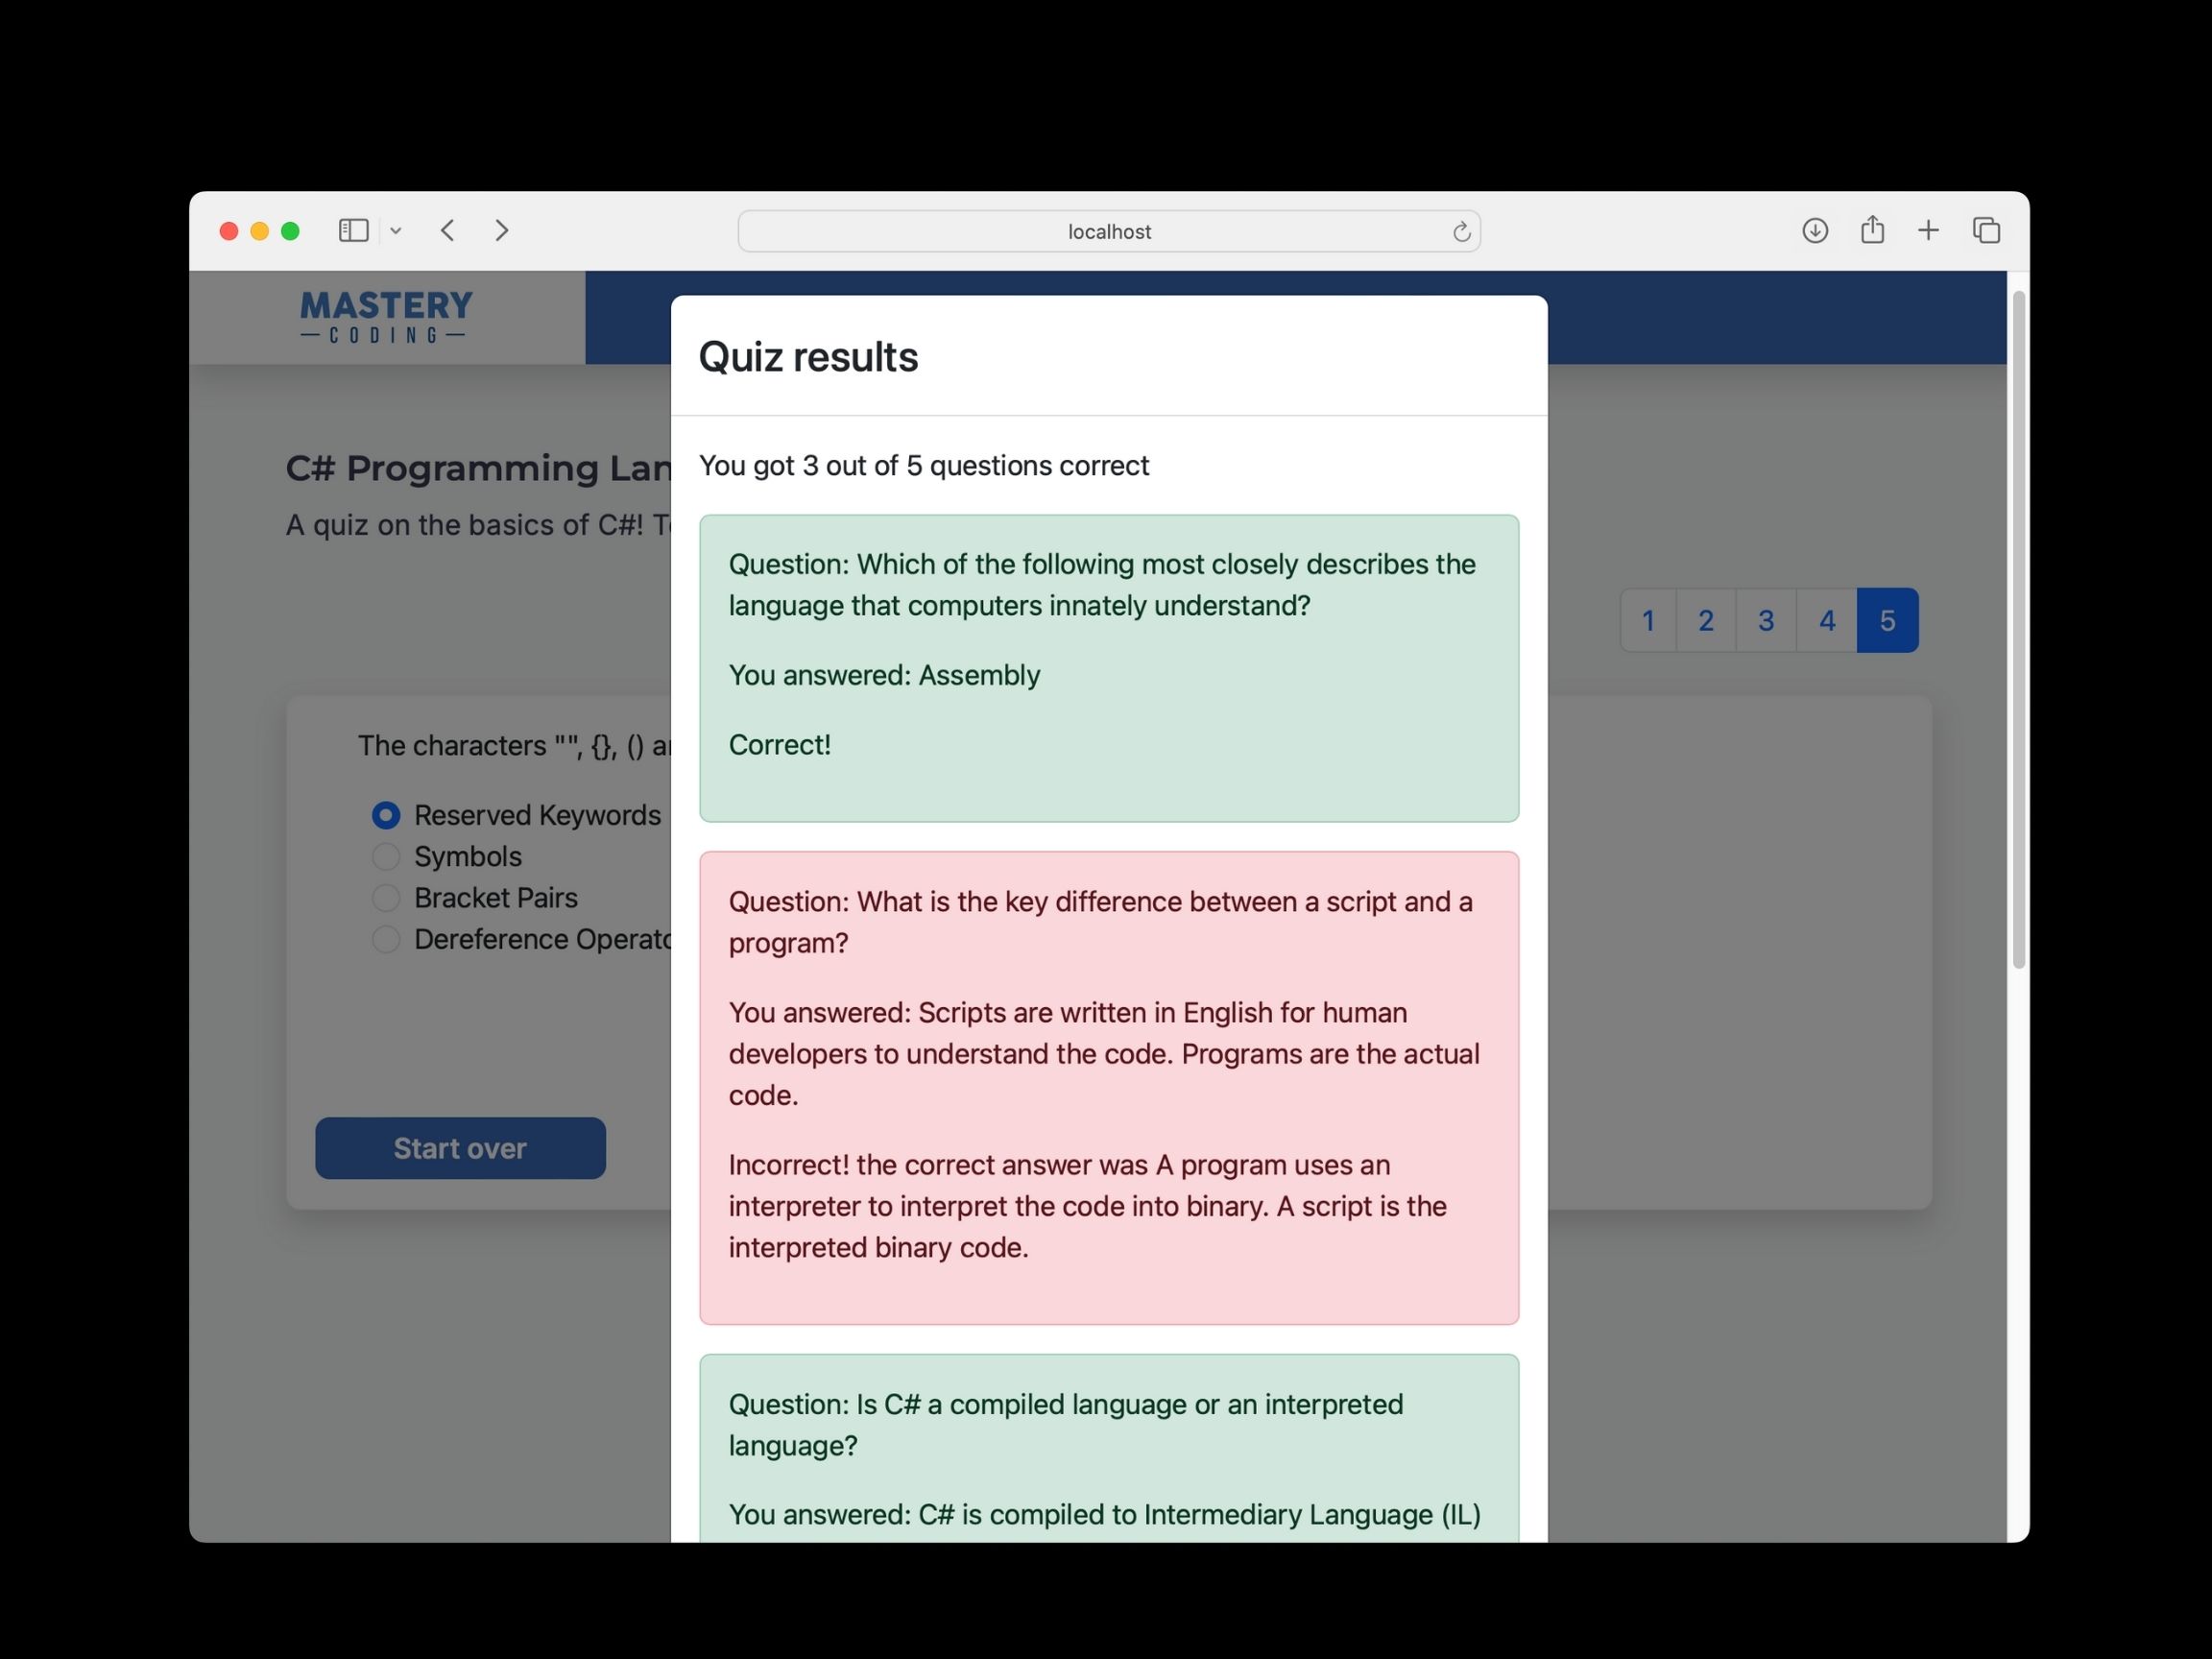 localhost
MASTERY
CODING
Quiz results
C# Programming
You got 3 out of 5 questions correct
A quiz on the basics of C#!
Question: Which of the following most closely describes the
language that computers innately understand?
You answered: Assembly
Correct!
1 2 3 4 5
The characters "", {}, ()
Reserved Keywords
Symbols
Bracket Pairs
Dereference
Start over
Question: What is the key difference between a script and a
program?
You answered: Scripts are written in English for human
developers to understand the code. Programs are the actual
code.
Incorrect! the correct answer was A program uses an
interpreter to interpret the code into binary. A script is the
interpreted binary code.
Question: Is C# a compiled language or an interpreted
language?
You answered: C# is compiled to Intermediary Language (IL)